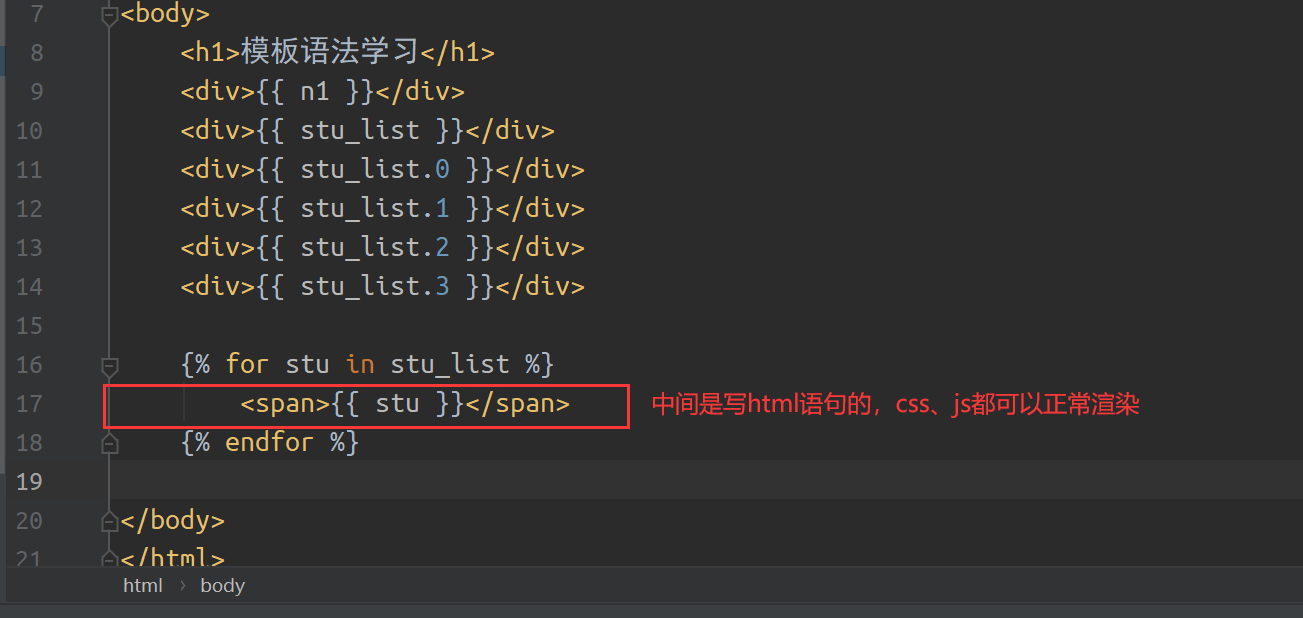 7 <body>
8 <h1>模板语法学习</h1>
9 <div>{{ n1 }}</div>
10 <div>{{ stu_list }}</div>
11 <div>{{ stu_list.0 }}</div>
12 <div>{{ stu_list.1 }}</div>
13 <div>{{ stu_list.2 }}</div>
14 <div>{{ stu_list.3 }}</div>
15
16 {% for stu in stu_list %}
17 <span>{{ stu }}</span> 中间是写html语句的，css、js都可以正常渲染
18 {% endfor %}
19
20 </body>
21 </html>
html › body